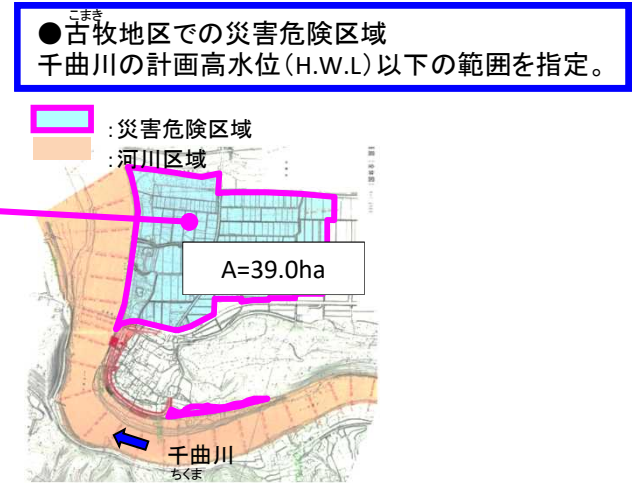 こまき
●古牧地区での災害危険区域
千曲川の計画高水位(H.W.L)以下の範囲を指定。
:災害危険区域
:河川区域
A=39.0ha
千曲川
ちくま